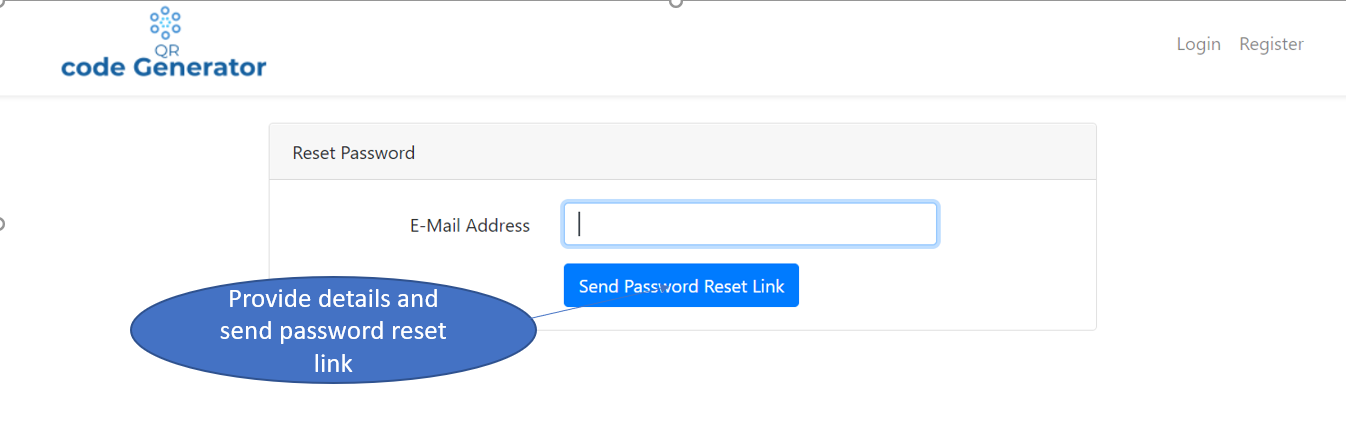 QR
code Generator
Login Register
Reset Password
E-Mail Address
Send Password Reset Link
Provide details and
send password reset
link